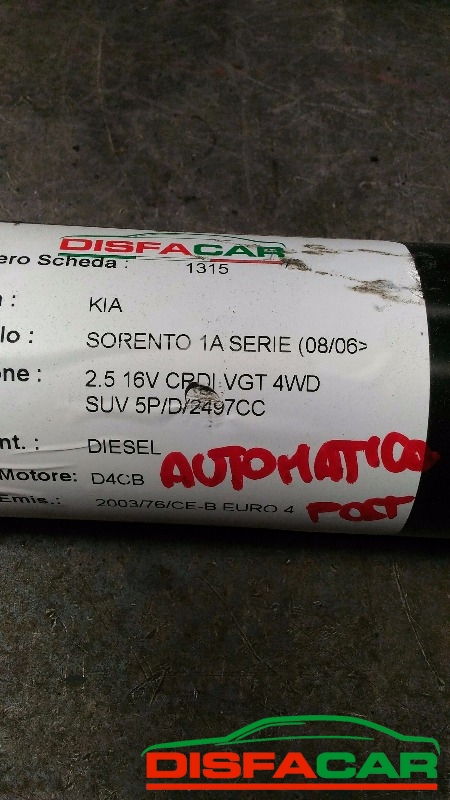 DISFACAR
ero Scheda : 1315
: KIA
lo : SORENTO 1A SERIE (08/06>
one : 2.5 16V CRDI VGT 4WD
SUV 5P/D/2497CC
nt. : DIESEL
Motore: D4CB AUTOMATICO
Emis.: 2003/76/CE-B EURO 4 POST
DISFACAR